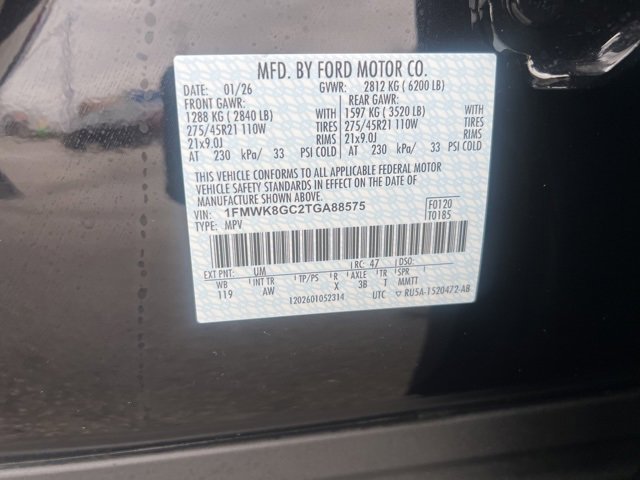 MFD. BY FORD MOTOR CO.
DATE: 01/26 GVWR: 2812 KG ( 6200 LB)
FRONT GAWR: REAR GAWR:
1288 KG ( 2840 LB) WITH 1597 KG ( 3520 LB) WITH
275/45R21 110W TIRES 275/45R21 110W TIRES
21x9.0J RIMS 21x9.0J RIMS
AT 230 kPa/ 33 PSI COLD AT 230 kPa/ 33 PSI COLD
THIS VEHICLE CONFORMS TO ALL APPLICABLE FEDERAL MOTOR
VEHICLE SAFETY STANDARDS IN EFFECT ON THE DATE OF
MANUFACTURE SHOWN ABOVE.
VIN: 1FMWK8GC2TGA88575 F0120
TYPE: MPV T0185
EXT PNT: UM RC: 47 DSO:
WB INT TR TP/PS R AXLE TR SPR
119 AW X 3B T MMTT
1202601052314 UTC ▽ RU5A-1520472-AB